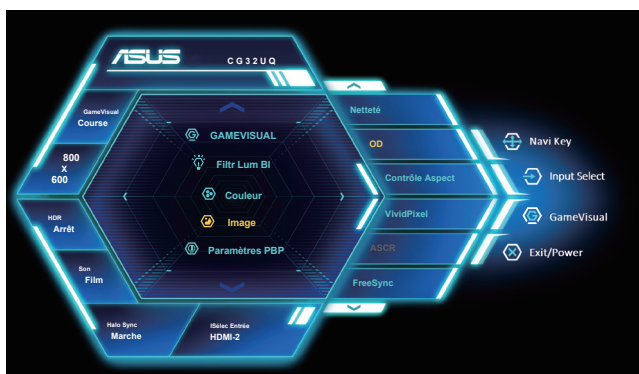 ASUS CG32UQ
GameVisual
Course
800
X
600
HDR
Arrêt
Son
Film
Halo Sync
Marche
ISélec Entrée
HDMI-2
GAMEVISUAL
Filtr Lum Bl
Couleur
Image
Paramètres PBP
Netteté
OD
Contrôle Aspect
VividPixel
ASCR
FreeSync
Navi Key
Input Select
GameVisual
Exit/Power